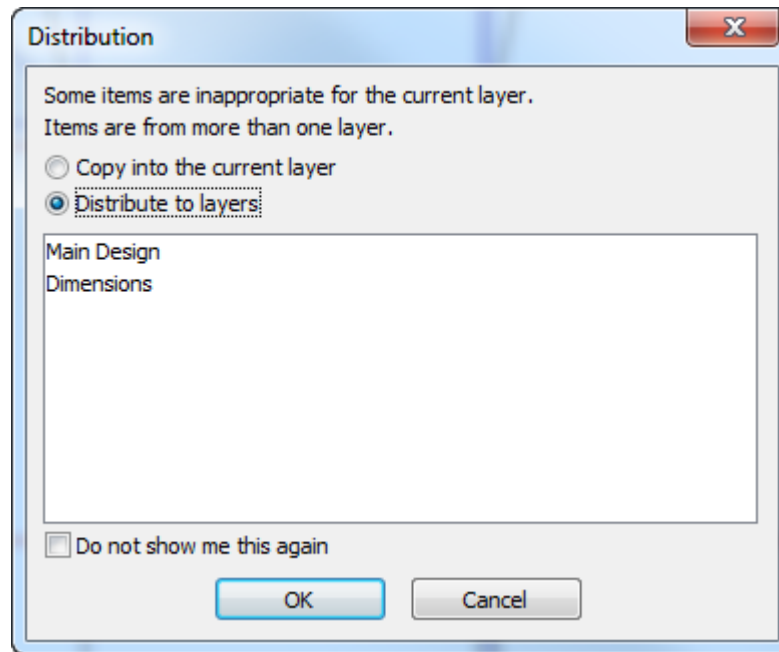 Distribution
Some items are inappropriate for the current layer.
Items are from more than one layer.
Copy into the current layer
Distribute to layers
Main Design
Dimensions
Do not show me this again
OK Cancel